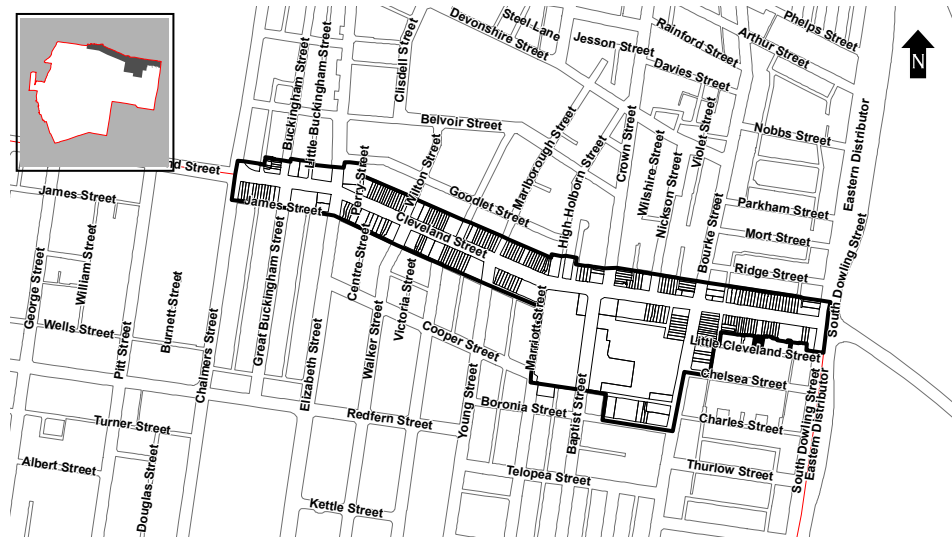 Steel Lane
Devonshire Street
Clisdell Street
Jesson Street
Rainford Street
Phelps Street
Arthur Street
Davies Street
N
Buckingham Street
Little Buckingham Street
Belvoir Street
Marlborough Street
High Holborn Street
Crown Street
Wilshire Street
Nickson Street
Violet Street
Nobbs Street
Eastern Distributor
nd Street
Perry Street
Wilton Street
Goodlet Street
James Street
James Street
Cleveland Street
Bourke Street
Parkham Street
Mort Street
Ridge Street
South Dowling Street
South
George Street
William Street
Centre Street
Victoria Street
Wells Street
Burnett Street
Pitt Street
Chalmers Street
Great Buckingham Street
Elizabeth Street
Walker Street
Cooper Street
Marriott Street
Little Cleveland Street
Chelsea Street
Young Street
Boronia Street
Baptist Street
Redfern Street
Turner Street
Charles Street
South Dowling Street
Eastern Distributor
Albert Street
Douglas Street
Telopea Street
Thurlow Street
Kettle Street